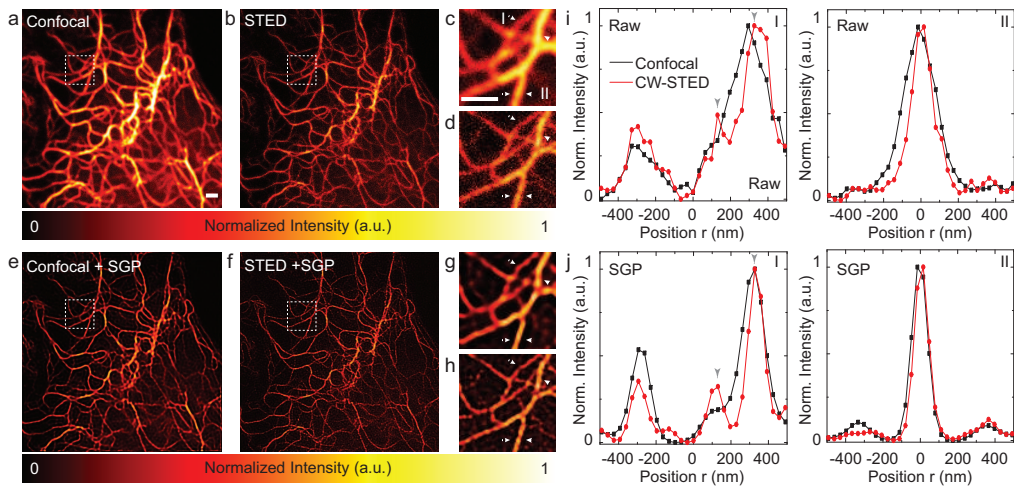 a Confocal
b STED
c I II
d
0 Normalized Intensity (a.u.) 1
e Confocal + SGP
f STED +SGP
g
h
0 Normalized Intensity (a.u.) 1
i
Raw I
Confocal
CW-STED
Raw
1
0
Norm. Intensity (a.u.)
-400 -200 0 200 400
Position r (nm)
Raw II
1
0
Norm. Intensity (a.u.)
-400 -200 0 200 400
Position r (nm)
j
SGP I
1
0
Norm. Intensity (a.u.)
-400 -200 0 200 400
Position r (nm)
SGP II
1
0
Norm. Intensity (a.u.)
-400 -200 0 200 400
Position r (nm)